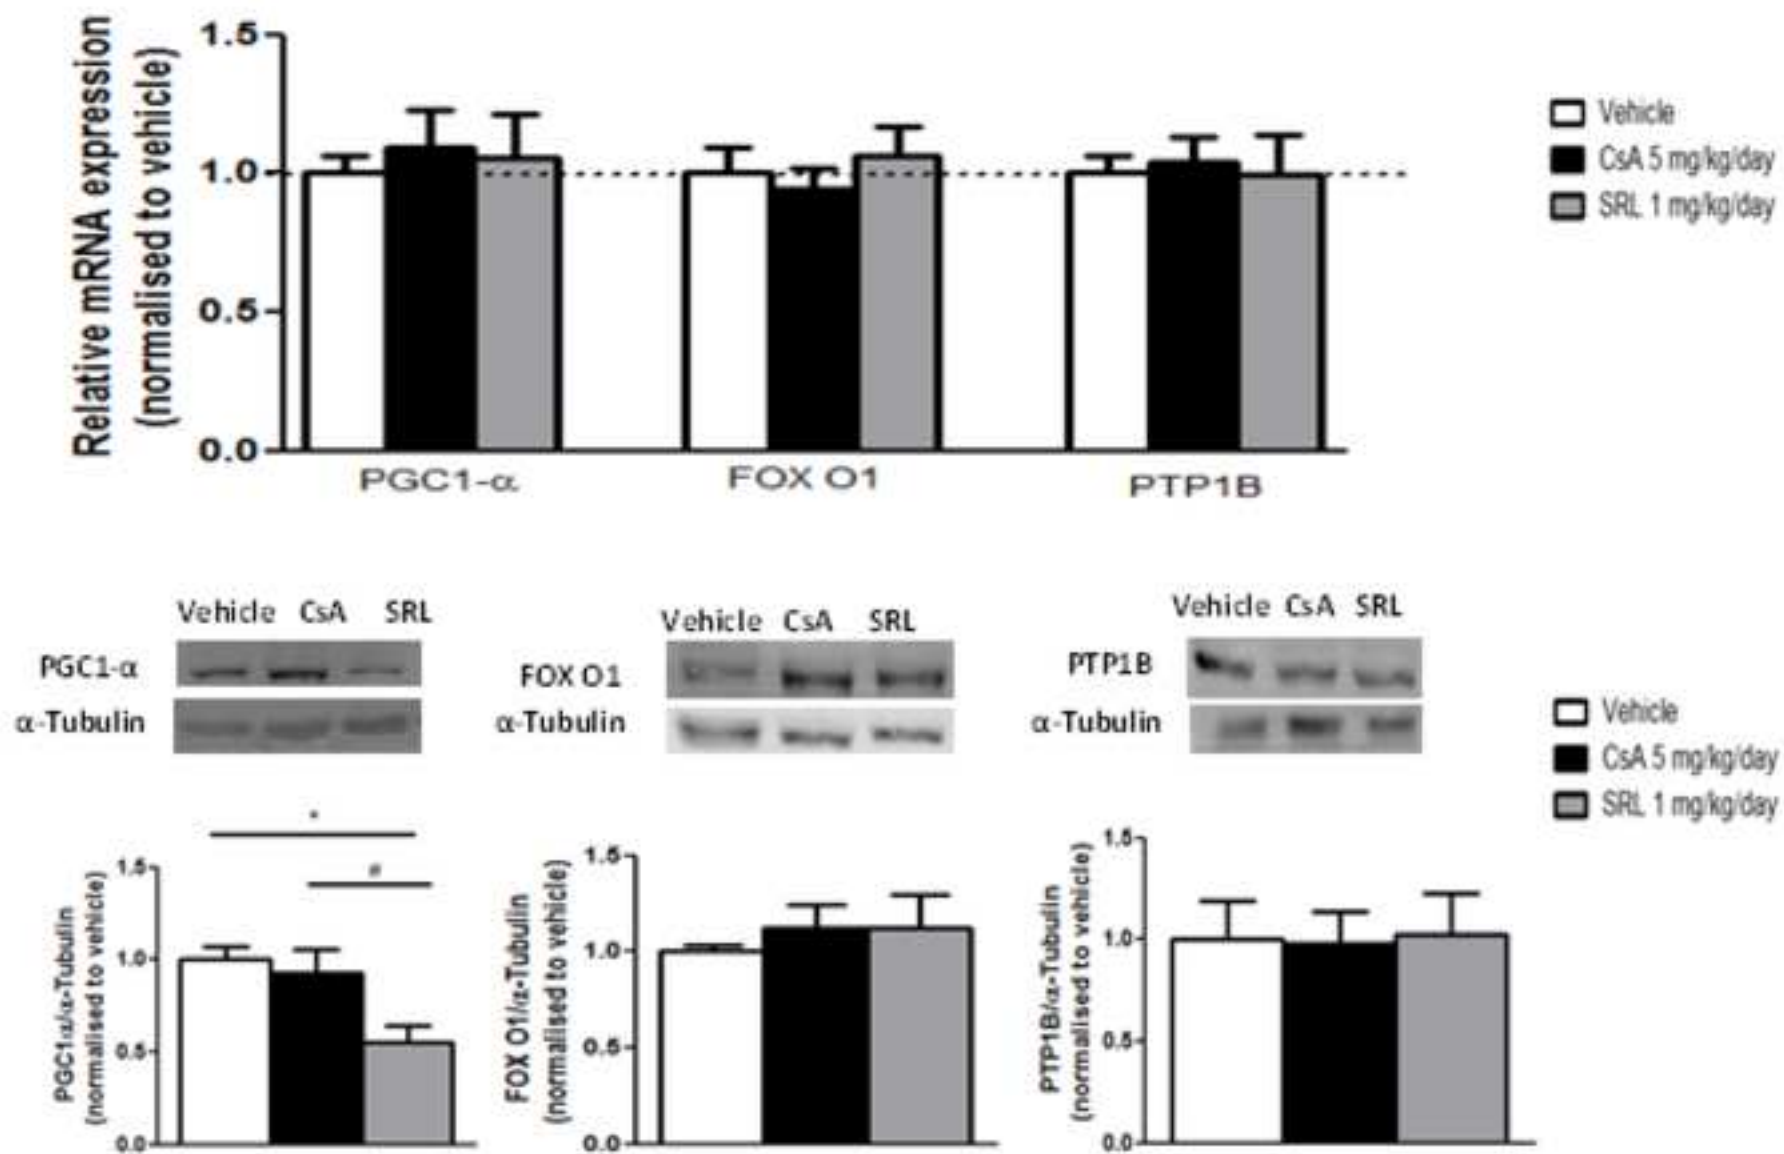 Relative mRNA expression
(normalised to vehicle)
1.5
1.0
0.5
0.0
PGC1-α
FOX O1
PTP1B
Vehicle
CsA 5 mg/kg/day
SRL 1 mg/kg/day
Vehicle CsA SRL
PGC1-α
α-Tubulin
Vehicle CsA SRL
FOX O1
α-Tubulin
Vehicle CsA SRL
PTP1B
α-Tubulin
Vehicle
CsA 5 mg/kg/day
SRL 1 mg/kg/day
PGC1α/α-Tubulin
(normalised to vehicle)
1.5
1.0
0.5
0.0
*
#
FOX O1/α-Tubulin
(normalised to vehicle)
1.5
1.0
0.5
0.0
PTP1B/α-Tubulin
(normalised to vehicle)
1.5
1.0
0.5
0.0